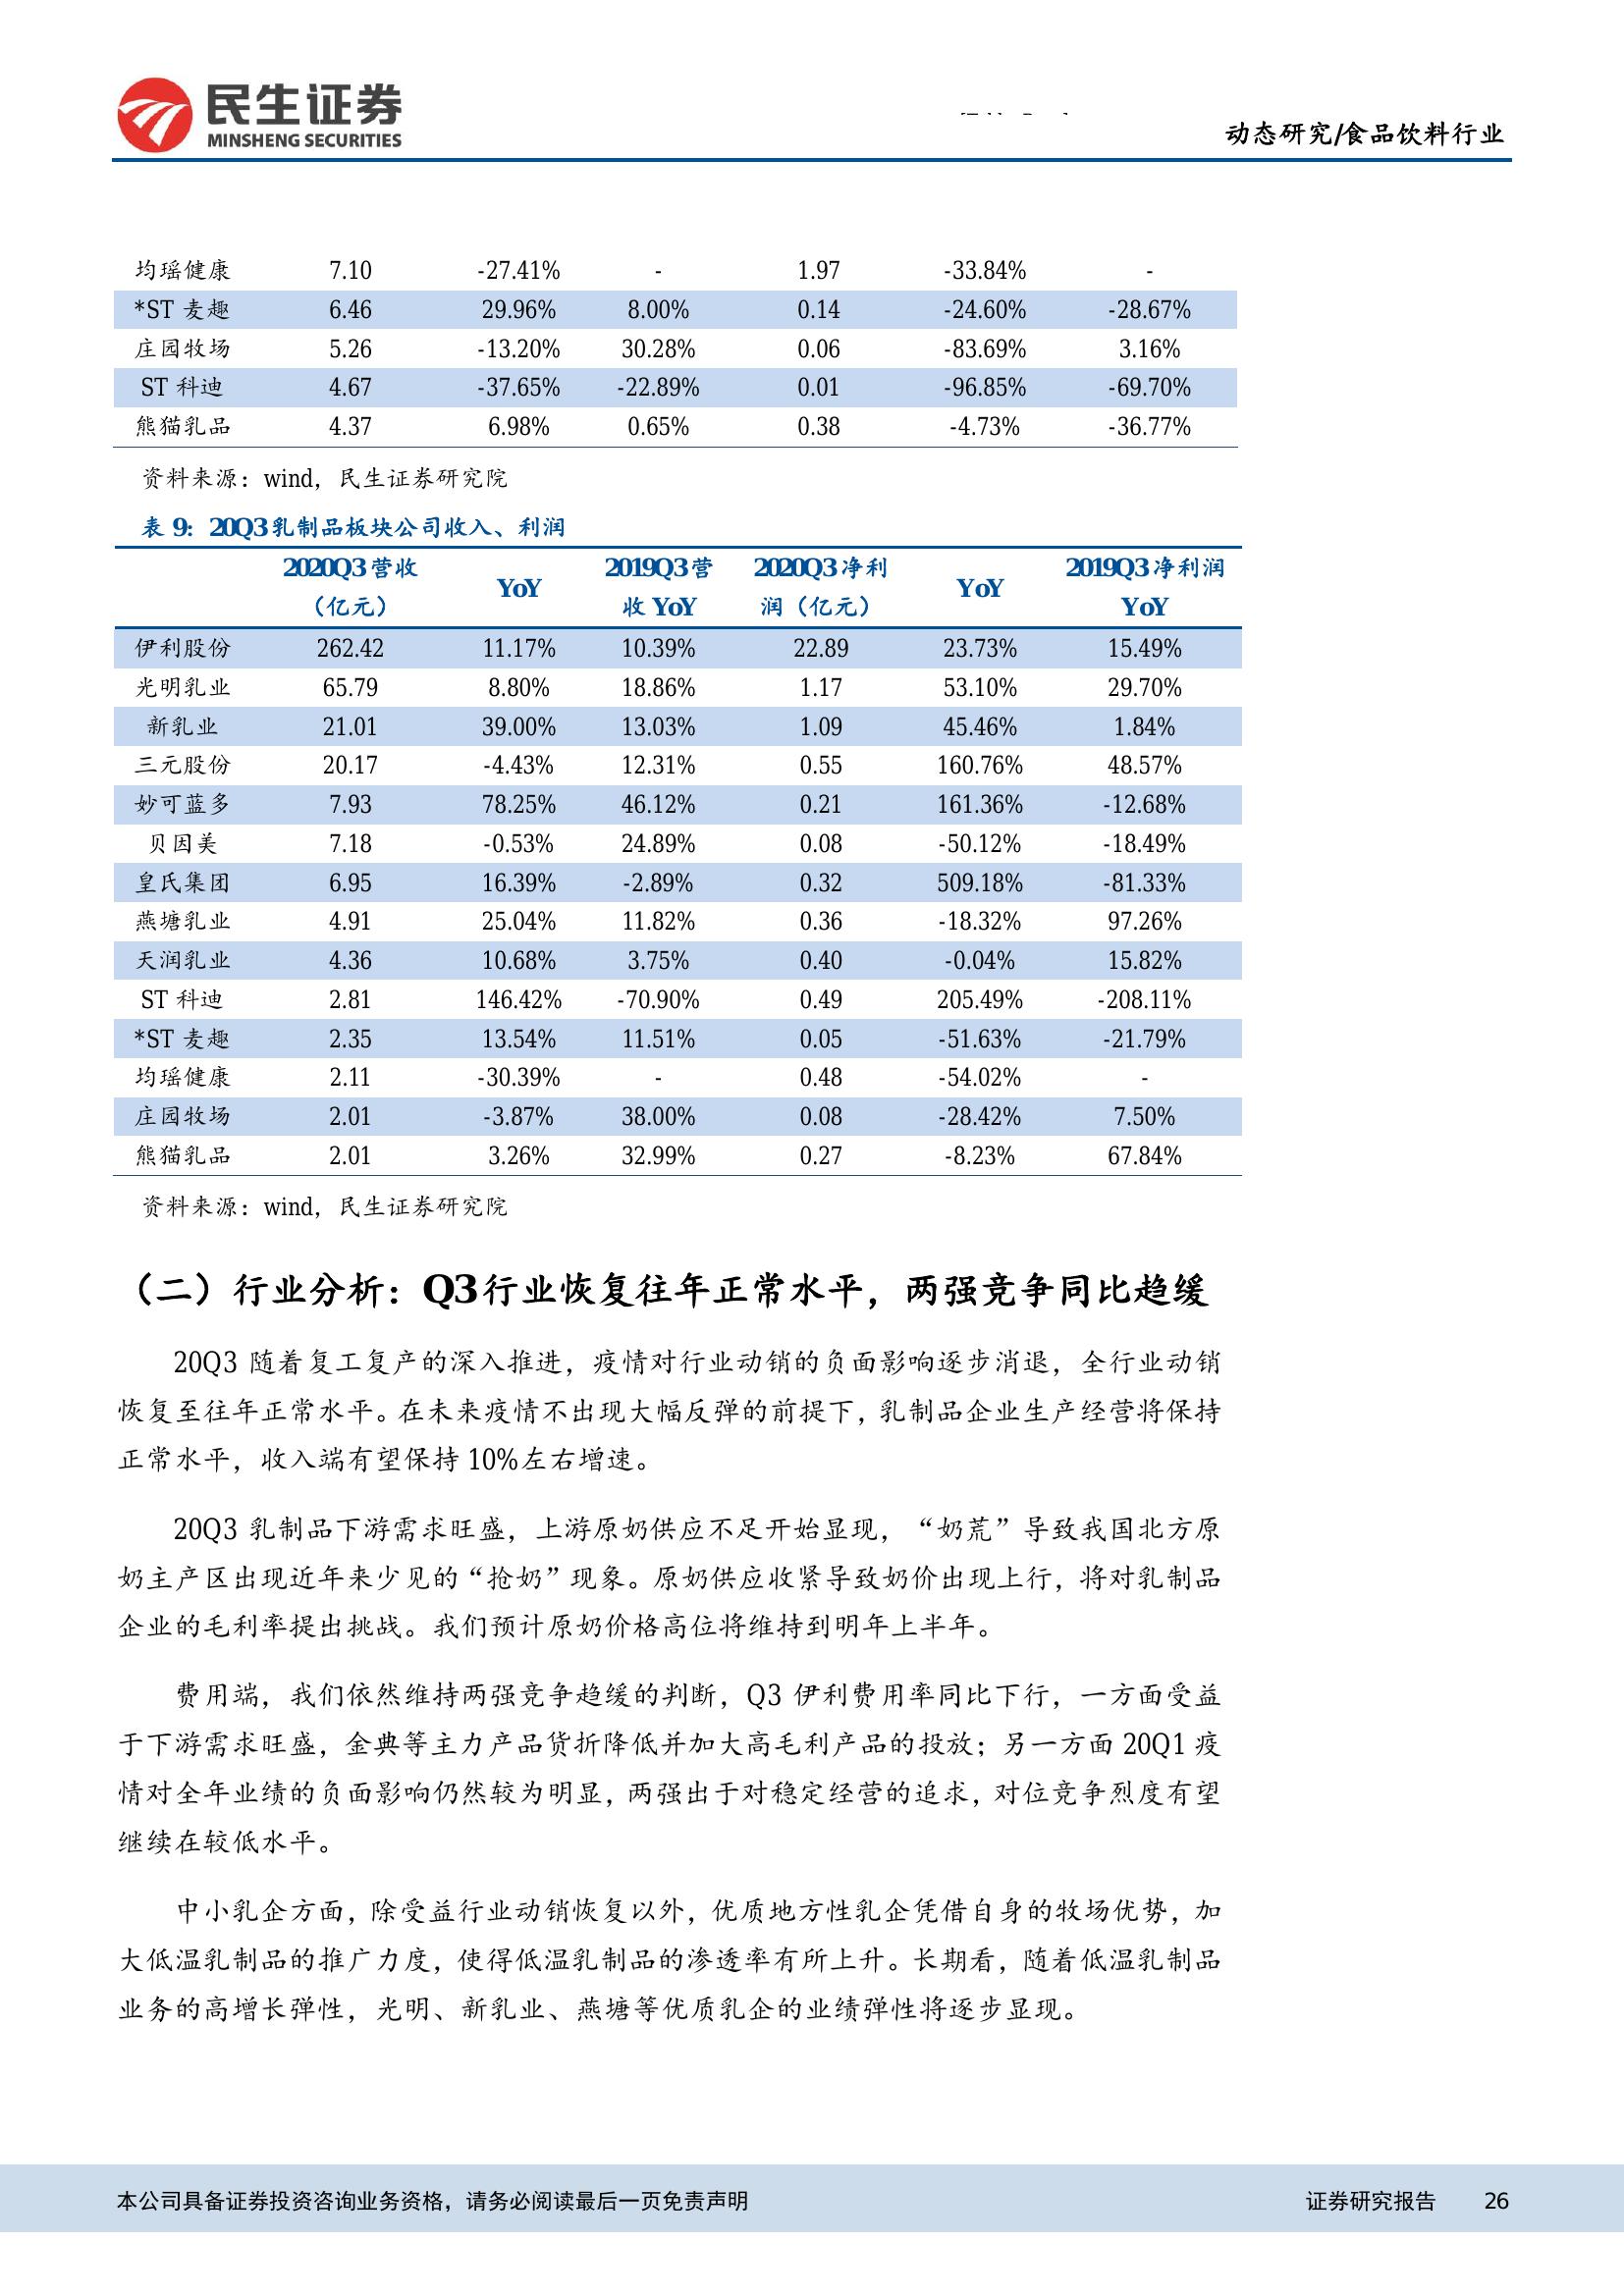 民生证券
MINSHENG SECURITIES
动态研究/食品饮料行业
均瑶健康 7.10 -27.41% - 1.97 -33.84% -
*ST 麦趣 6.46 29.96% 8.00% 0.14 -24.60% -28.67%
庄园牧场 5.26 -13.20% 30.28% 0.06 -83.69% 3.16%
ST 科迪 4.67 -37.65% -22.89% 0.01 -96.85% -69.70%
熊猫乳品 4.37 6.98% 0.65% 0.38 -4.73% -36.77%
资料来源：wind，民生证券研究院
表 9：20Q3 乳制品板块公司收入、利润
2020Q3 营收 YoY 2019Q3 营 2020Q3 净利 YoY 2019Q3 净利润
（亿元） 收 YoY 润（亿元） YoY
伊利股份 262.42 11.17% 10.39% 22.89 23.73% 15.49%
光明乳业 65.79 8.80% 18.86% 1.17 53.10% 29.70%
新乳业 21.01 39.00% 13.03% 1.09 45.46% 1.84%
三元股份 20.17 -4.43% 12.31% 0.55 160.76% 48.57%
妙可蓝多 7.93 78.25% 46.12% 0.21 161.36% -12.68%
贝因美 7.18 -0.53% 24.89% 0.08 -50.12% -18.49%
皇氏集团 6.95 16.39% -2.89% 0.32 509.18% -81.33%
燕塘乳业 4.91 25.04% 11.82% 0.36 -18.32% 97.26%
天润乳业 4.36 10.68% 3.75% 0.40 -0.04% 15.82%
ST 科迪 2.81 146.42% -70.90% 0.49 205.49% -208.11%
*ST 麦趣 2.35 13.54% 11.51% 0.05 -51.63% -21.79%
均瑶健康 2.11 -30.39% - 0.48 -54.02% -
庄园牧场 2.01 -3.87% 38.00% 0.08 -28.42% 7.50%
熊猫乳品 2.01 3.26% 32.99% 0.27 -8.23% 67.84%
资料来源：wind，民生证券研究院
（二）行业分析：Q3 行业恢复往年正常水平，两强竞争同比趋缓
20Q3 随着复工复产的深入推进，疫情对行业动销的负面影响逐步消退，全行业动销
恢复至往年正常水平。在未来疫情不出现大幅反弹的前提下，乳制品企业生产经营将保持
正常水平，收入端有望保持 10%左右增速。
20Q3 乳制品下游需求旺盛，上游原奶供应不足开始显现，“奶荒”导致我国北方原
奶主产区出现近年来少见的“抢奶”现象。原奶供应收紧导致奶价出现上行，将对乳制品
企业的毛利率提出挑战。我们预计原奶价格高位将维持到明年上半年。
费用端，我们依然维持两强竞争趋缓的判断，Q3 伊利费用率同比下行，一方面受益
于下游需求旺盛，金典等主力产品货折降低并加大高毛利产品的投放；另一方面 20Q1 疫
情对全年业绩的负面影响仍然较为明显，两强出于对稳定经营的追求，对位竞争烈度有望
继续在较低水平。
中小乳企方面，除受益行业动销恢复以外，优质地方性乳企凭借自身的牧场优势，加
大低温乳制品的推广力度，使得低温乳制品的渗透率有所上升。长期看，随着低温乳制品
业务的高增长弹性，光明、新乳业、燕塘等优质乳企的业绩弹性将逐步显现。
本公司具备证券投资咨询业务资格，请务必阅读最后一页免责声明 证券研究报告 26